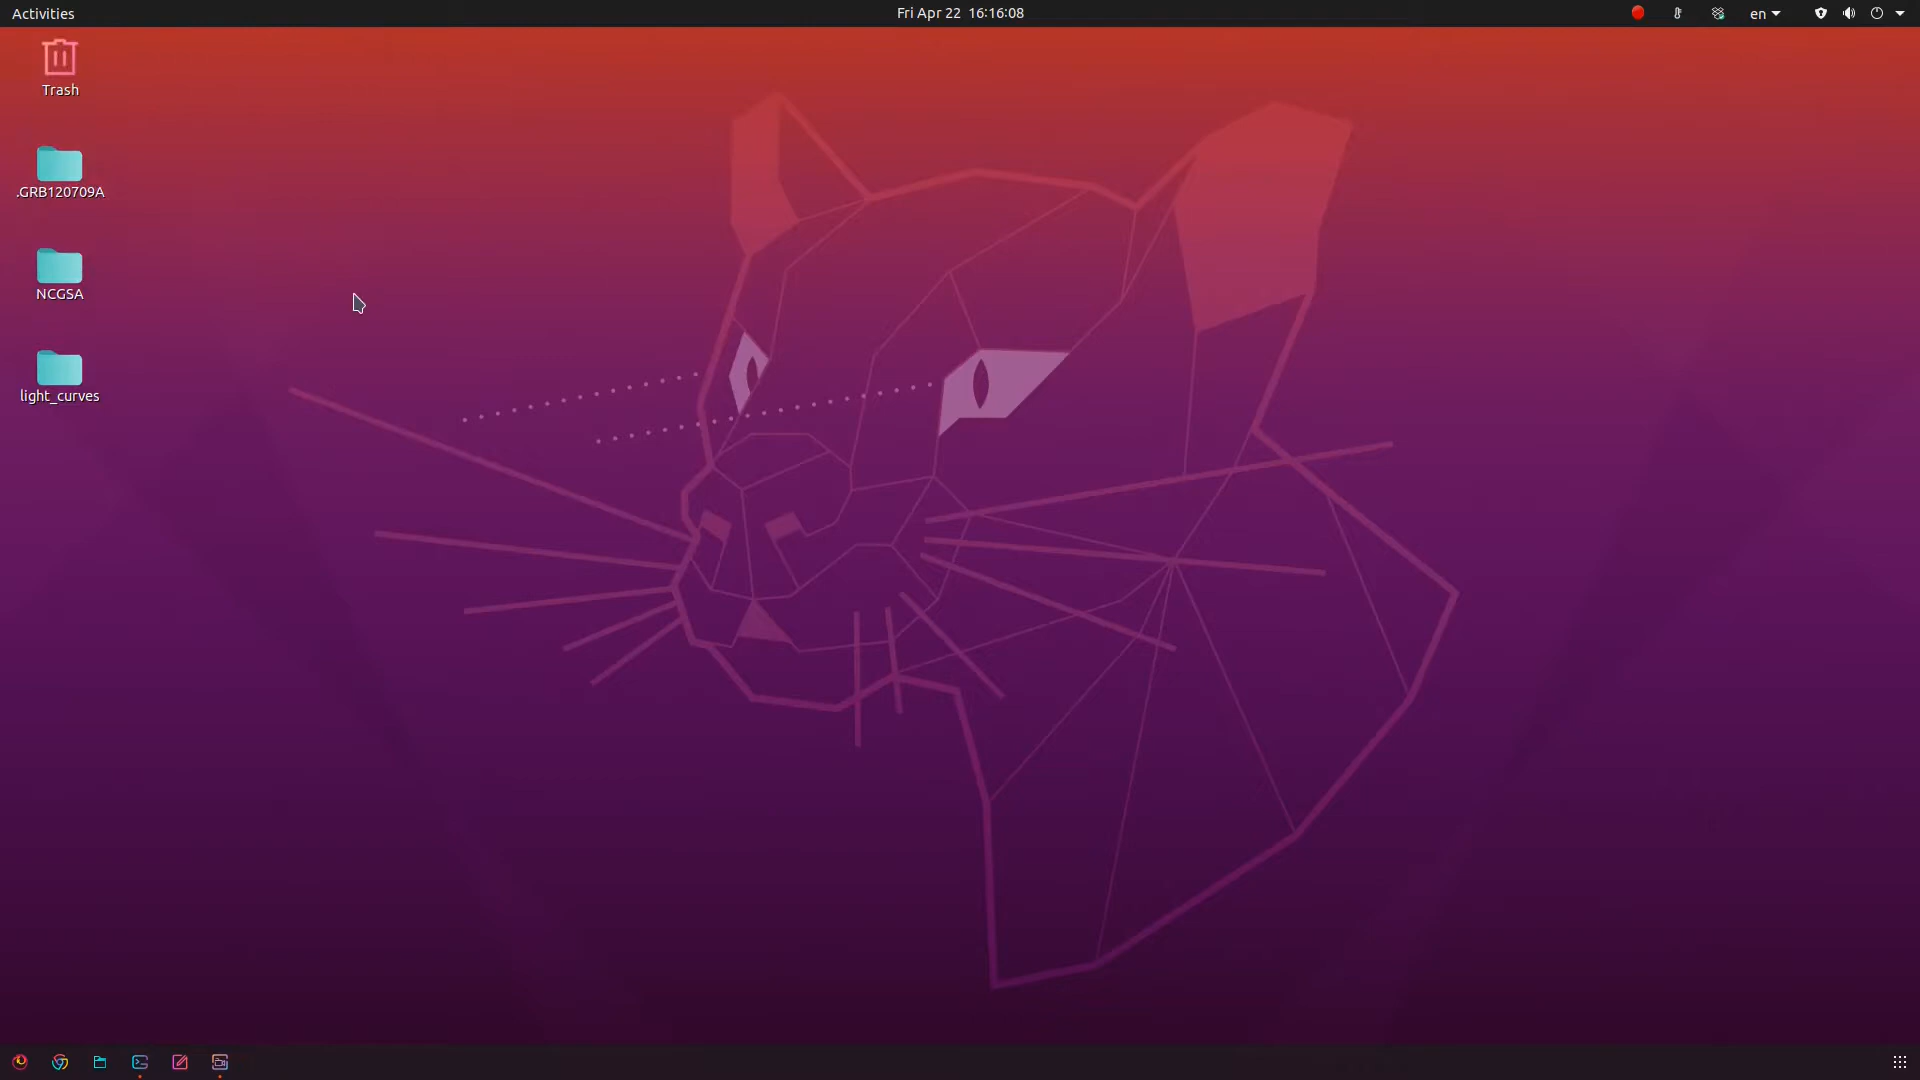 Activities
Fri Apr 22 16:16:08
en
Trash
.GRB120709A
NCGSA
light_curves